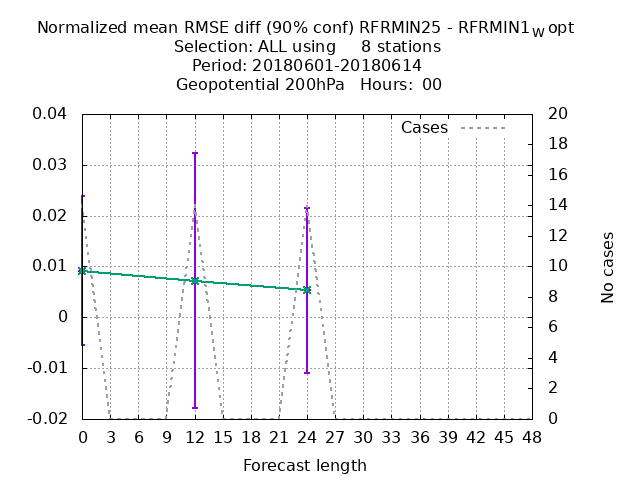 Normalized mean RMSE diff (90% conf) RFRMIN25 - RFRMIN1wopt
Selection: ALL using     8 stations
Period: 20180601-20180614
Geopotential 200hPa   Hours:  00
Cases
0.04
0.03
0.02
0.01
0
-0.01
-0.02
20
18
16
14
12
10
8
6
4
2
0
No cases
0 3 6 9 12 15 18 21 24 27 30 33 36 39 42 45 48
Forecast length